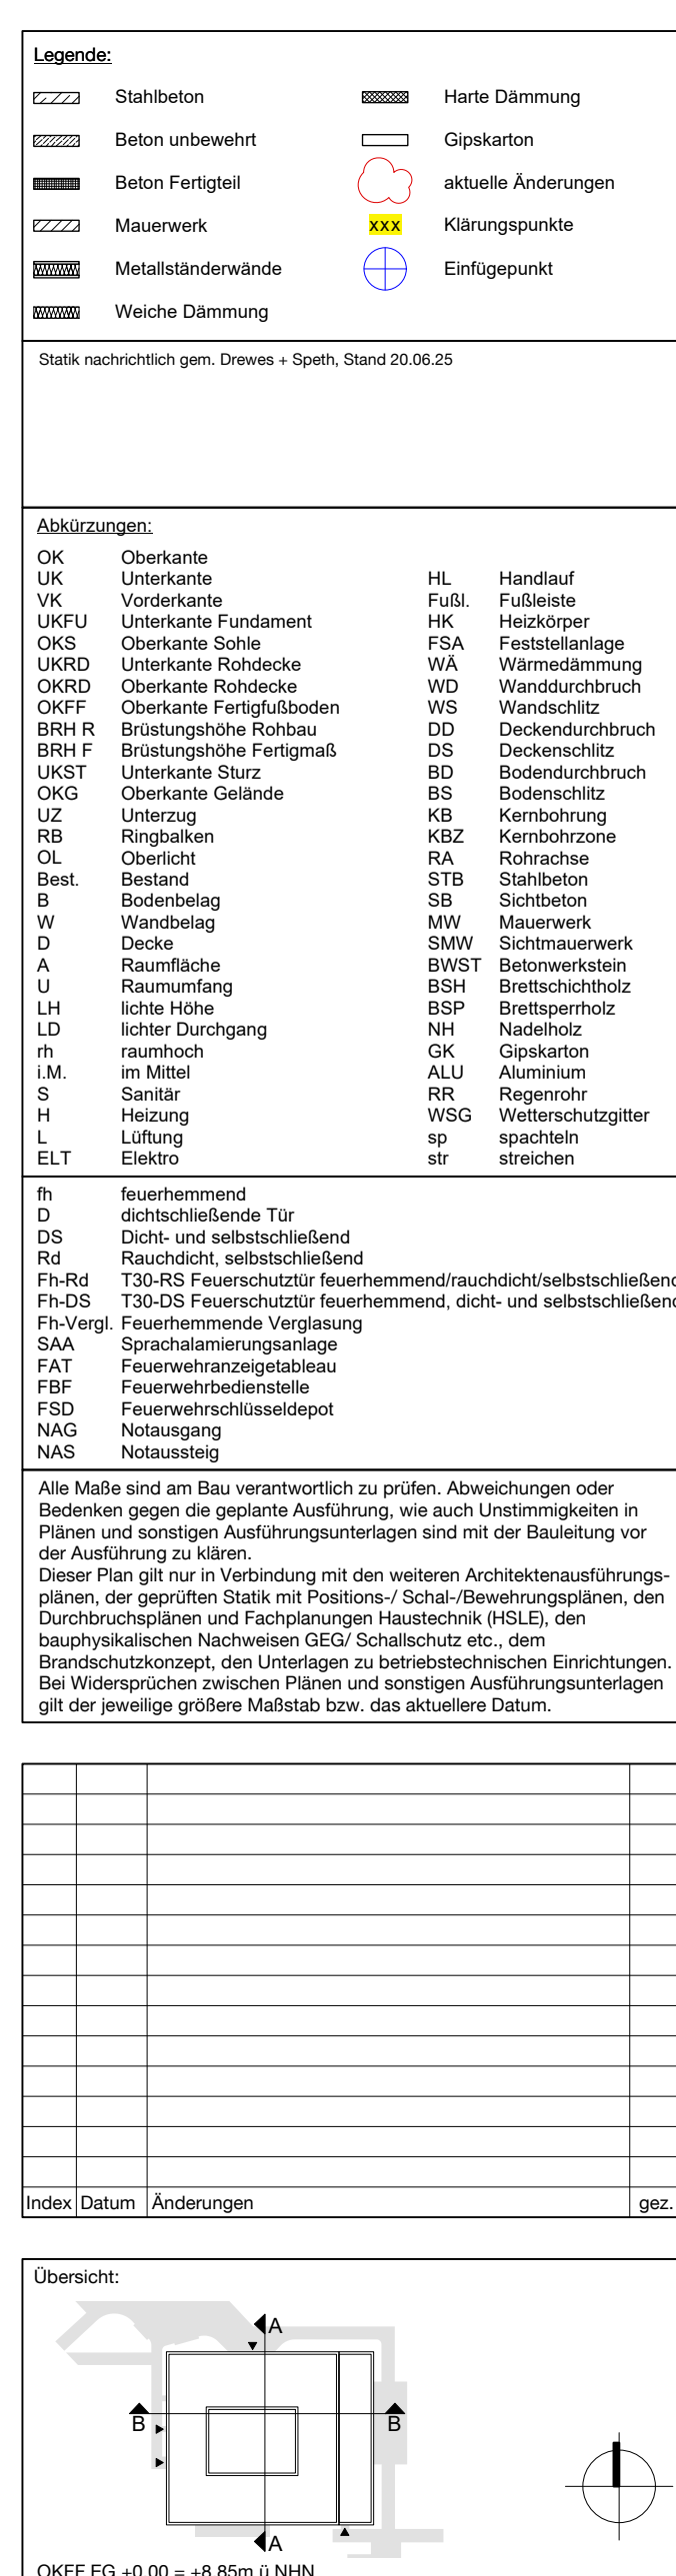 Legende:
Stahlbeton
Harte Dämmung
Beton unbewehrt
Gipskarton
Beton Fertigteil
aktuelle Änderungen
Mauerwerk
xxx Klärungspunkte
Metallständerwände
Einfügepunkt
Weiche Dämmung
Statik nachrichtlich gem. Drewes + Speth, Stand 20.06.25
Abkürzungen:
OK Oberkante
UK Unterkante
VK Vorderkante
UKFU Unterkante Fundament
OKS Oberkante Sohle
UKRD Unterkante Rohdecke
OKRD Oberkante Rohdecke
OKFF Oberkante Fertigfußboden
BRH R Brüstungshöhe Rohbau
BRH F Brüstungshöhe Fertigmaß
UKST Unterkante Sturz
OKG Oberkante Gelände
UZ Unterzug
RB Ringbalken
OL Oberlicht
Best. Bestand
B Bodenbelag
W Wandbelag
D Decke
A Raumfläche
U Raumumfang
LH lichte Höhe
LD lichter Durchgang
rh raumhoch
i.M. im Mittel
S Sanitär
H Heizung
L Lüftung
ELT Elektro
HL Handlauf
Fußl. Fußleiste
HK Heizkörper
FSA Feststellanlage
WÄ Wärmedämmung
WD Wanddurchbruch
WS Wandschlitz
DD Deckendurchbruch
DS Deckenschlitz
BD Bodendurchbruch
BS Bodenschlitz
KB Kernbohrung
KBZ Kernbohrzone
RA Rohrachse
STB Stahlbeton
SB Sichtbeton
MW Mauerwerk
SMW Sichtmauerwerk
BWST Betonwerkstein
BSH Brettschichtholz
BSP Brettsperrholz
NH Nadelholz
GK Gipskarton
ALU Aluminium
RR Regenrohr
WSG Wetterschutzgitter
sp spachteln
str streichen
fh feuerhemmend
D dichtschließende Tür
DS Dicht- und selbstschließend
Rd Rauchdicht, selbstschließend
Fh-Rd T30-RS Feuerschutztür feuerhemmend/rauchdicht/selbstschließend
Fh-DS T30-DS Feuerschutztür feuerhemmend, dicht- und selbstschließend
Fh-Vergl. Feuerhemmende Verglasung
SAA Sprachalamierungsanlage
FAT Feuerwehranzeigetableau
FBF Feuerwehrbedienstelle
FSD Feuerwehrschlüsseldepot
NAG Notausgang
NAS Notaussteig
Alle Maße sind am Bau verantwortlich zu prüfen. Abweichungen oder
Bedenken gegen die geplante Ausführung, wie auch Unstimmigkeiten in
Plänen und sonstigen Ausführungsunterlagen sind mit der Bauleitung vor
der Ausführung zu klären.
Dieser Plan gilt nur in Verbindung mit den weiteren Architektenausführungs-
plänen, der geprüften Statik mit Positions-/ Schal-/Bewehrungsplänen, den
Durchbruchsplänen und Fachplanungen Haustechnik (HSLE), den
bauphysikalischen Nachweisen GEG/ Schallschutz etc., dem
Brandschutzkonzept, den Unterlagen zu betriebstechnischen Einrichtungen.
Bei Widersprüchen zwischen Plänen und sonstigen Ausführungsunterlagen
gilt der jeweilige größere Maßstab bzw. das aktuellere Datum.
Index Datum Änderungen gez.
Übersicht:
A
B B
A
OKFF EG ±0,00 = +8,85m ü NHN